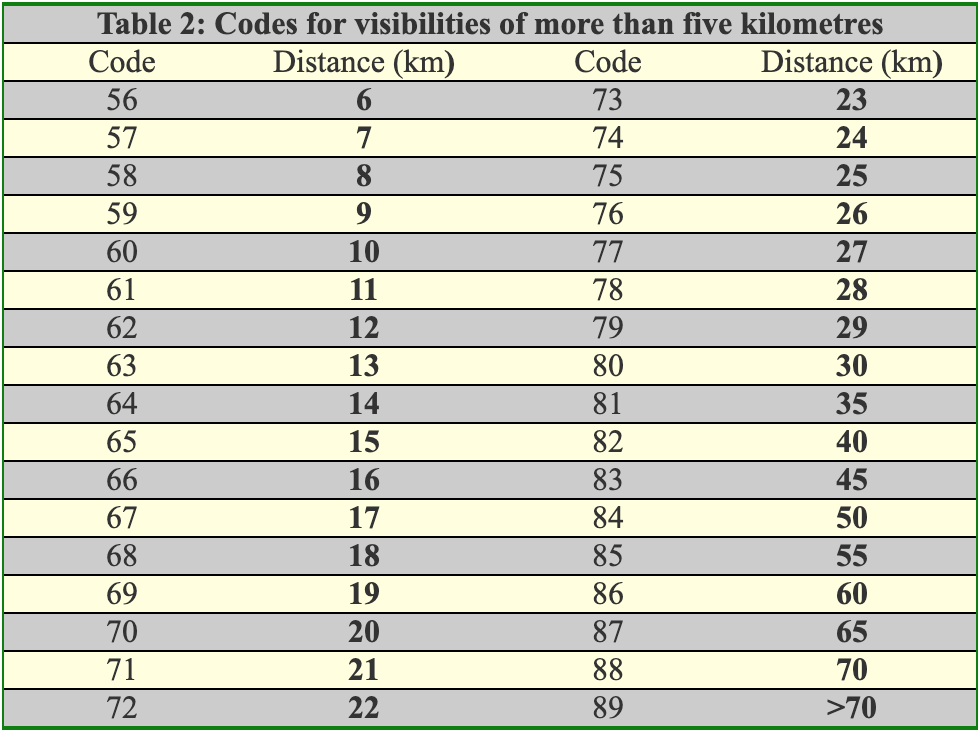 Table 2: Codes for visibilities of more than five kilometres
Code Distance (km) Code Distance (km)
56 6 73 23
57 7 74 24
58 8 75 25
59 9 76 26
60 10 77 27
61 11 78 28
62 12 79 29
63 13 80 30
64 14 81 35
65 15 82 40
66 16 83 45
67 17 84 50
68 18 85 55
69 19 86 60
70 20 87 65
71 21 88 70
72 22 89 >70